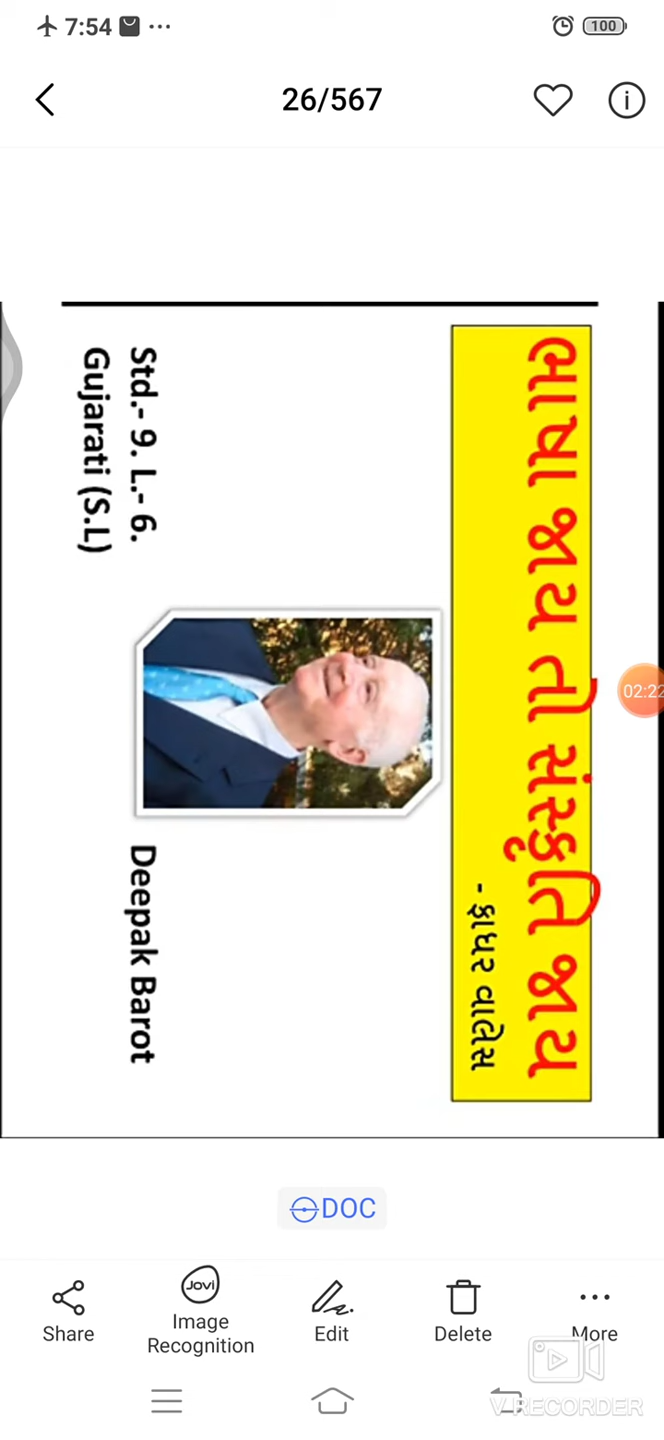 7:54
100
26/567
ભાષા જાય તો સંસ્કૃતિ જાય
- ફાધર વાલેસ
Std.- 9. L.- 6.
Gujarati (S.L)
Deepak Barot
02:22
DOC
Share
Jovi
Image
Recognition
Edit
Delete
More
V RECORDER